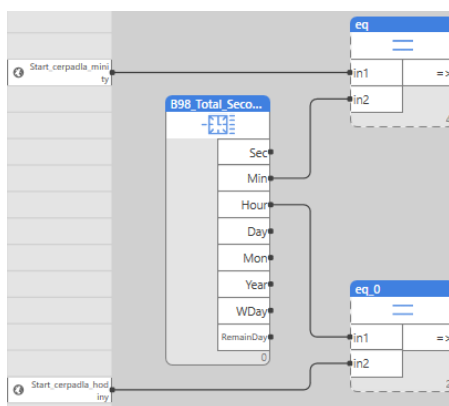 eq
Start_cerpadla_mini
ty
in1
=>
in2
B98_Total_Seco...
Sec
Min
Hour
Day
Mon
Year
WDay
RemainDay
0
eq_0
in1
=>
in2
Start_cerpadla_hod
iny